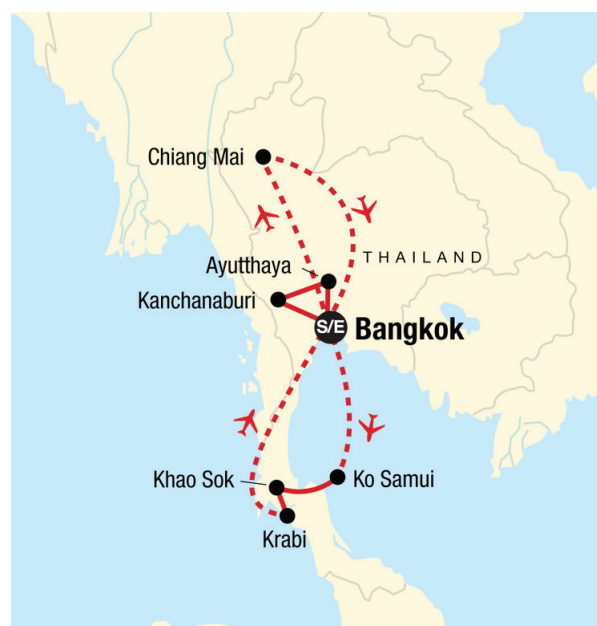 Chiang Mai
THAILAND
Ayutthaya
Kanchanaburi
S/E Bangkok
Khao Sok
Ko Samui
Krabi